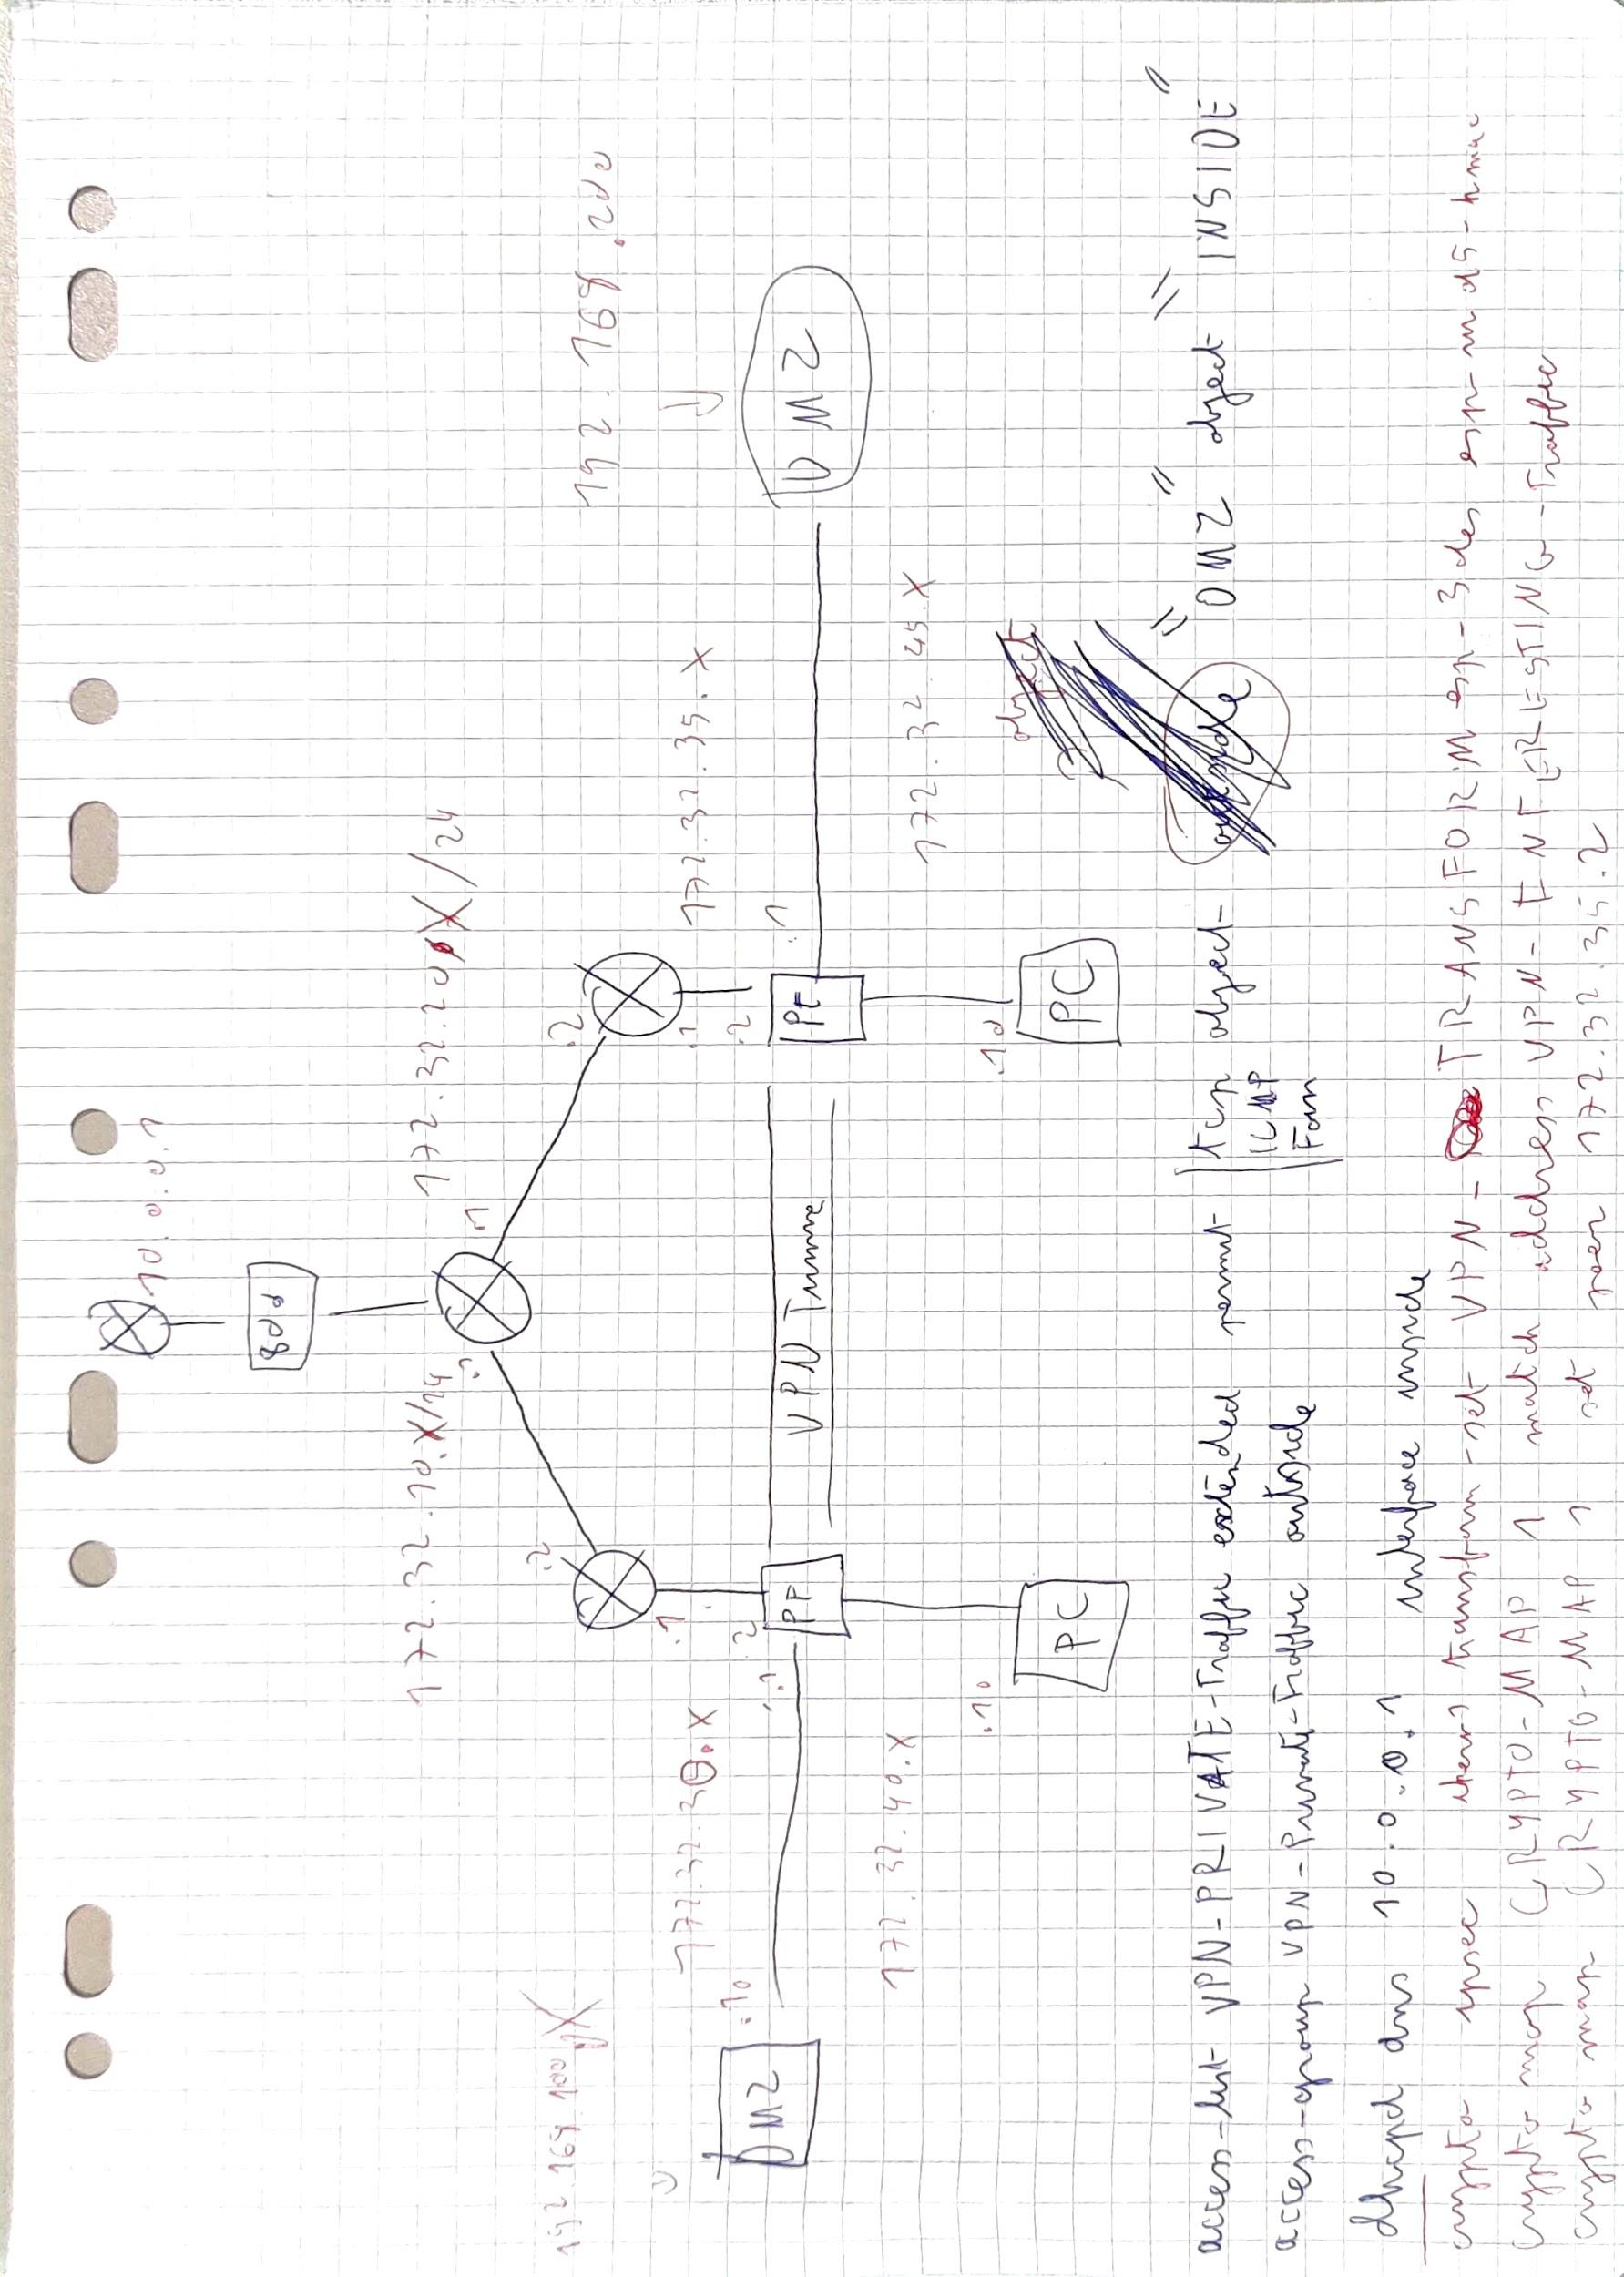 10.0.0.1
172.32.10.X/24
172.32.20.X/24
.1
.1
.2
.2
192.168.100.X
192.168.200
172.32.30.X
.1
.2
.1
.2
172.32.35.X
:10
.1
.1
DMZ
PF
VPN Tunne
PF
DMZ
172.32.40.X
172.32.45.X
.10
.10
PC
PC
object
access-list VPN-PRIVATE-Traffic extended permit tcp object "DMZ" object "INSIDE"
ICMP
access-group VPN-Private-Traffic outside
dhcpd dns 10.0.0.1 interface inside
crypto ipsec ikev1 transform-set VPN-TRANSFORM esp-3des esp-md5-hmac
crypto map CRYPTO-MAP 1 match address VPN-INTERESTING-Traffic
crypto map CRYPTO-MAP 1 set peer 172.32.35.2